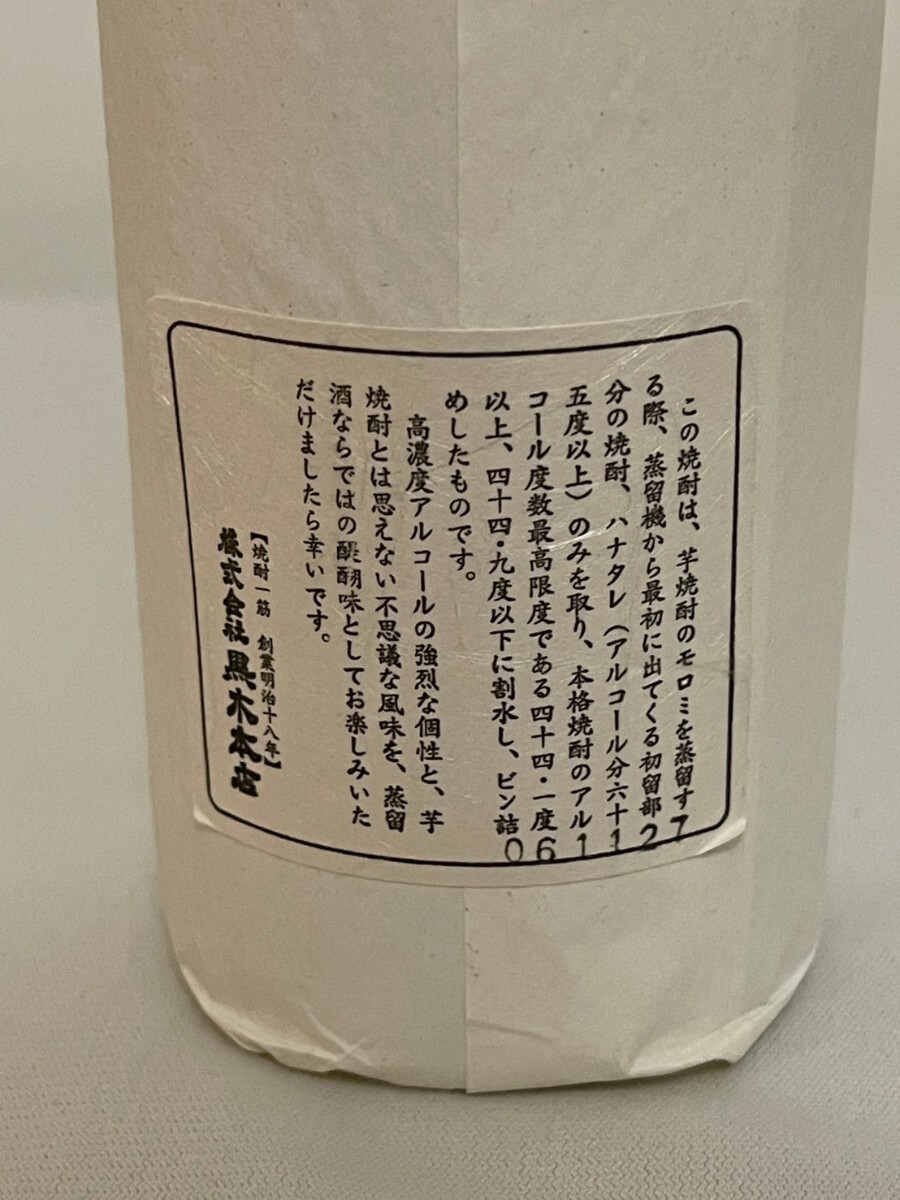 この焼酎は、芋焼酎のモロミを蒸留す
る際、蒸留機から最初に出てくる初留部
分の焼酎、ハナタレ（アルコール分六十
五度以上）のみを取り、本格焼酎のアル
コール度数最高限度である四十四・一度
以上、四十四・九度以下に割水し、ビン詰
めしたものです。
高濃度アルコールの強烈な個性と、芋
焼酎とは思えない不思議な風味を、蒸留
酒ならではの醍醐味としてお楽しみいた
だけましたら幸いです。
【焼酎一筋 創業明治十八年】
株式会社黒木本店
061127